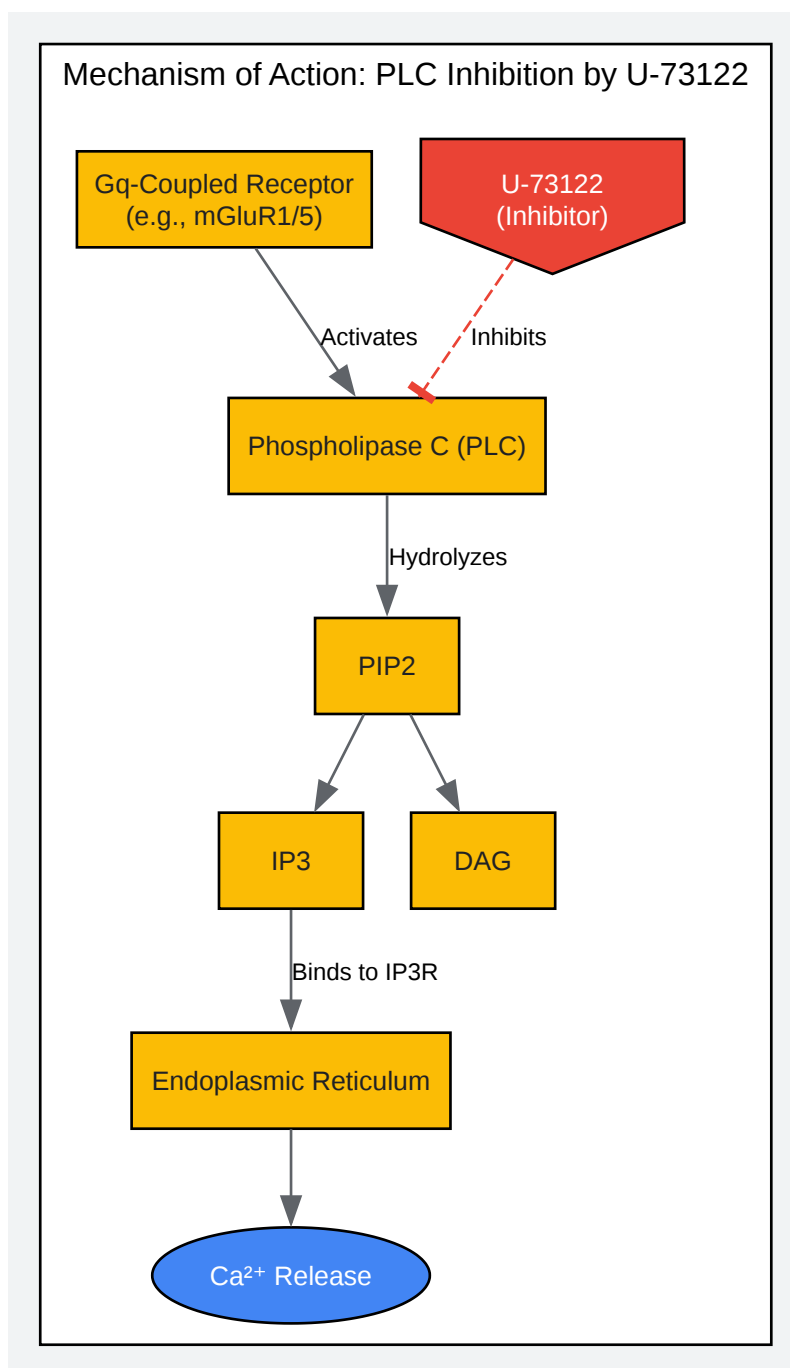 Mechanism of Action: PLC Inhibition by U-73122
Gq-Coupled Receptor
(e.g., mGluR1/5)
U-73122
(Inhibitor)
Activates
Inhibits
Phospholipase C (PLC)
Hydrolyzes
PIP2
IP3
DAG
Binds to IP3R
Endoplasmic Reticulum
Ca²⁺ Release